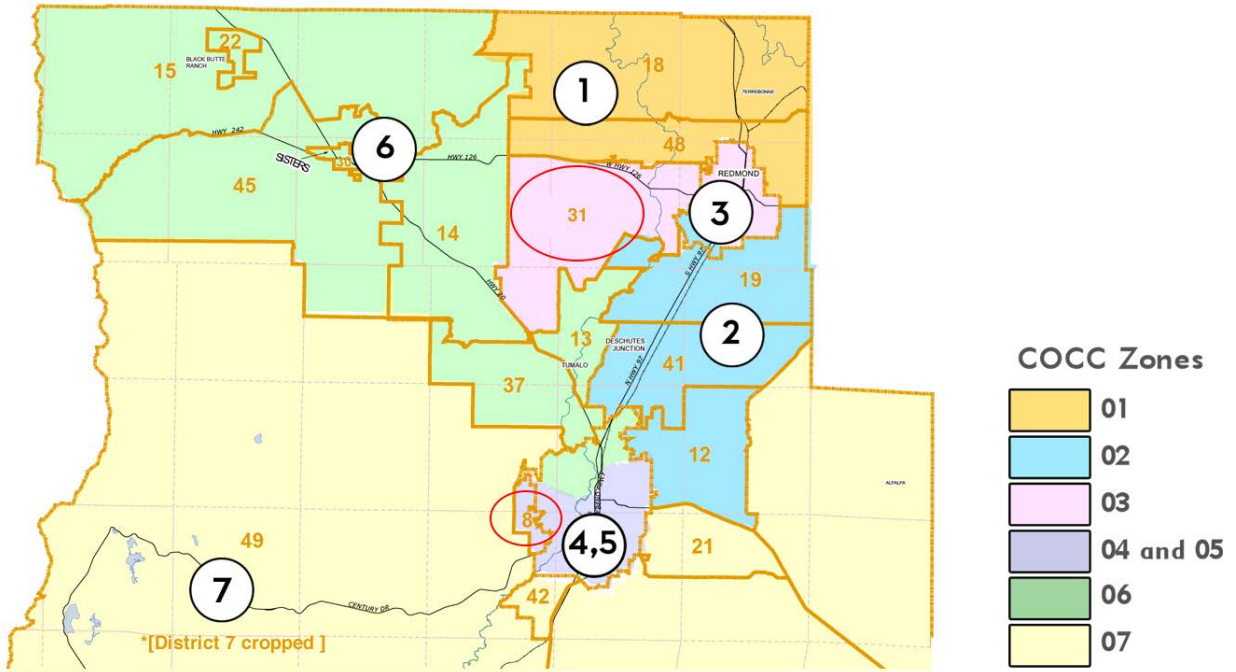 22
15
BLACK BUTTE
RANCH
18
1
TERREBONNE
HWY 242
48
6
SISTERS
30
HWY 126
W HWY 126
REDMOND
45
31
3
14
S HWY 97
HWY 20
19
2
13
DESCHUTES
JUNCTION
41
TUMALO
N HWY 97
37
12
ALFALFA
8
49
4,5
21
7
42
CENTURY DR
*[District 7 cropped ]
COCC Zones
01
02
03
04 and 05
06
07